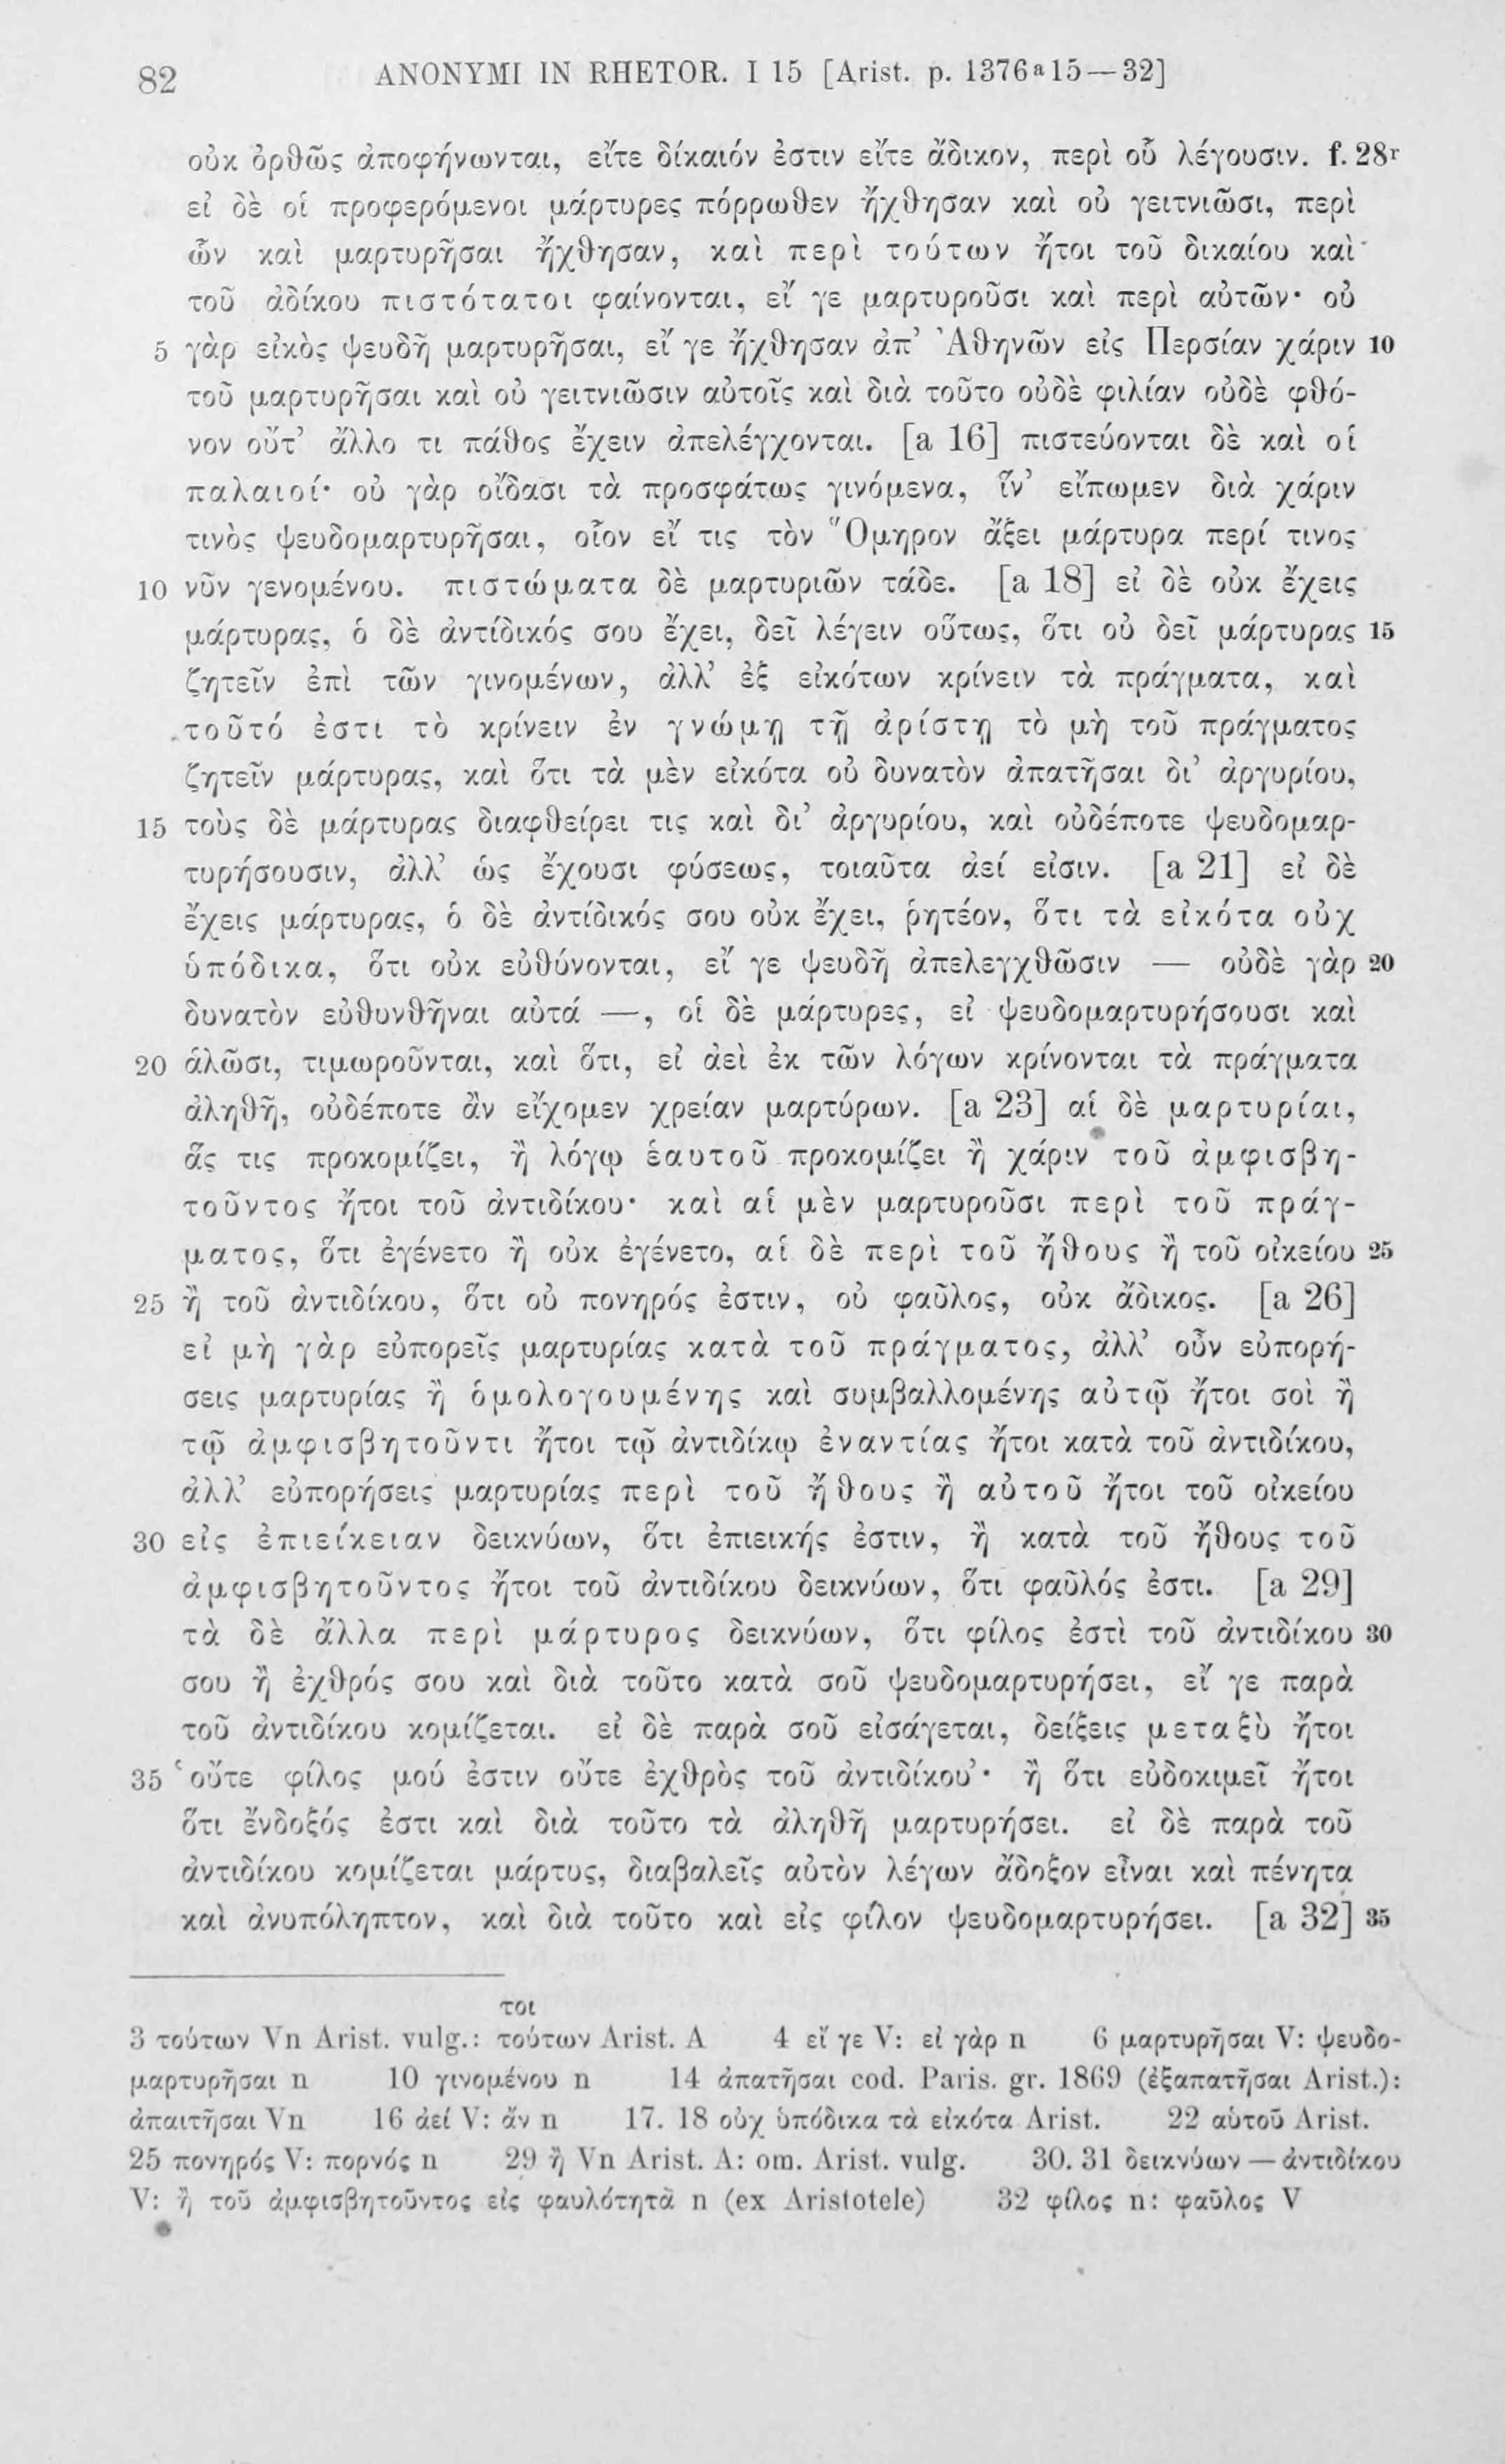 82 ANONYMI IN RHETOR. I 15 [Arist. p. 1376ᵃ15—32]
οὐκ ὀρθῶς ἀποφήνωνται, εἴτε δίκαιόν ἐστιν εἴτε ἄδικον, περὶ οὗ λέγουσιν. f. 28ʳ
εἰ δὲ οἱ προφερόμενοι μάρτυρες πόρρωθεν ἤχθησαν καὶ οὐ γειτνιῶσι, περὶ
ὧν καὶ μαρτυρῆσαι ἤχθησαν, καὶ περὶ τούτων ἤτοι τοῦ δικαίου καὶ
τοῦ ἀδίκου πιστότατοι φαίνονται, εἴ γε μαρτυροῦσι καὶ περὶ αὐτῶν· οὐ
5 γὰρ εἰκὸς ψευδῆ μαρτυρῆσαι, εἴ γε ἤχθησαν ἀπ' Ἀθηνῶν εἰς Περσίαν χάριν 10
τοῦ μαρτυρῆσαι καὶ οὐ γειτνιῶσιν αὐτοῖς καὶ διὰ τοῦτο οὐδὲ φιλίαν οὐδὲ φθό-
νον οὔτ' ἄλλο τι πάθος ἔχειν ἀπελέγχονται. [a 16] πιστεύονται δὲ καὶ οἱ
παλαιοί· οὐ γὰρ οἴδασι τὰ προσφάτως γινόμενα, ἵν' εἴπωμεν διὰ χάριν
τινὸς ψευδομαρτυρῆσαι, οἷον εἴ τις τὸν Ὅμηρον ἄξει μάρτυρα περί τινος
10 νῦν γενομένου. πιστώματα δὲ μαρτυριῶν τάδε. [a 18] εἰ δὲ οὐκ ἔχεις
μάρτυρας, ὁ δὲ ἀντίδικός σου ἔχει, δεῖ λέγειν οὕτως, ὅτι οὐ δεῖ μάρτυρας 15
ζητεῖν ἐπὶ τῶν γινομένων, ἀλλ' ἐξ εἰκότων κρίνειν τὰ πράγματα, καὶ
τοῦτό ἐστι τὸ κρίνειν ἐν γνώμῃ τῇ ἀρίστῃ τὸ μὴ τοῦ πράγματος
ζητεῖν μάρτυρας, καὶ ὅτι τὰ μὲν εἰκότα οὐ δυνατὸν ἀπατῆσαι δι' ἀργυρίου,
15 τοὺς δὲ μάρτυρας διαφθείρει τις καὶ δι' ἀργυρίου, καὶ οὐδέποτε ψευδομαρ-
τυρήσουσιν, ἀλλ' ὡς ἔχουσι φύσεως, τοιαῦτα ἀεί εἰσιν. [a 21] εἰ δὲ
ἔχεις μάρτυρας, ὁ δὲ ἀντίδικός σου οὐκ ἔχει, ῥητέον, ὅτι τὰ εἰκότα οὐχ
ὑπόδικα, ὅτι οὐκ εὐθύνονται, εἴ γε ψευδῆ ἀπελεγχθῶσιν — οὐδὲ γὰρ 20
δυνατὸν εὐθυνθῆναι αὐτά —, οἱ δὲ μάρτυρες, εἰ ψευδομαρτυρήσουσι καὶ
20 ἁλῶσι, τιμωροῦνται, καὶ ὅτι, εἰ ἀεὶ ἐκ τῶν λόγων κρίνονται τὰ πράγματα
ἀληθῆ, οὐδέποτε ἂν εἴχομεν χρείαν μαρτύρων. [a 23] αἱ δὲ μαρτυρίαι,
ἅς τις προκομίζει, ἢ λόγῳ ἑαυτοῦ προκομίζει ἢ χάριν τοῦ ἀμφισβη-
τοῦντος ἤτοι τοῦ ἀντιδίκου· καὶ αἱ μὲν μαρτυροῦσι περὶ τοῦ πράγ-
ματος, ὅτι ἐγένετο ἢ οὐκ ἐγένετο, αἱ δὲ περὶ τοῦ ἤθους ἢ τοῦ οἰκείου 25
25 ἢ τοῦ ἀντιδίκου, ὅτι οὐ πονηρός ἐστιν, οὐ φαῦλος, οὐκ ἄδικος. [a 26]
εἰ μὴ γὰρ εὐπορεῖς μαρτυρίας κατὰ τοῦ πράγματος, ἀλλ' οὖν εὐπορή-
σεις μαρτυρίας ἢ ὁμολογουμένης καὶ συμβαλλομένης αὐτῷ ἤτοι σοὶ ἢ
τῷ ἀμφισβητοῦντι ἤτοι τῷ ἀντιδίκῳ ἐναντίας ἤτοι κατὰ τοῦ ἀντιδίκου,
ἀλλ' εὐπορήσεις μαρτυρίας περὶ τοῦ ἤθους ἢ αὐτοῦ ἤτοι τοῦ οἰκείου
30 εἰς ἐπιείκειαν δεικνύων, ὅτι ἐπιεικής ἐστιν, ἢ κατὰ τοῦ ἤθους τοῦ
ἀμφισβητοῦντος ἤτοι τοῦ ἀντιδίκου δεικνύων, ὅτι φαῦλός ἐστι. [a 29]
τὰ δὲ ἄλλα περὶ μάρτυρος δεικνύων, ὅτι φίλος ἐστὶ τοῦ ἀντιδίκου 30
σου ἢ ἐχθρός σου καὶ διὰ τοῦτο κατὰ σοῦ ψευδομαρτυρήσει, εἴ γε παρὰ
τοῦ ἀντιδίκου κομίζεται. εἰ δὲ παρὰ σοῦ εἰσάγεται, δείξεις μεταξὺ ἤτοι
35 ‘οὔτε φίλος μού ἐστιν οὔτε ἐχθρὸς τοῦ ἀντιδίκου’· ἢ ὅτι εὐδοκιμεῖ ἤτοι
ὅτι ἔνδοξός ἐστι καὶ διὰ τοῦτο τὰ ἀληθῆ μαρτυρήσει. εἰ δὲ παρὰ τοῦ
ἀντιδίκου κομίζεται μάρτυς, διαβαλεῖς αὐτὸν λέγων ἄδοξον εἶναι καὶ πένητα
καὶ ἀνυπόληπτον, καὶ διὰ τοῦτο καὶ εἰς φίλον ψευδομαρτυρήσει. [a 32] 35
τοι
3 τούτων Vn Arist. vulg.: τούτων Arist. A 4 εἴ γε V: εἰ γὰρ n 6 μαρτυρῆσαι V: ψευδο-
μαρτυρῆσαι n 10 γινομένου n 14 ἀπατῆσαι cod. Paris. gr. 1869 (ἐξαπατῆσαι Arist.):
ἀπαιτῆσαι Vn 16 ἀεί V: ἄν n 17. 18 οὐχ ὑπόδικα τὰ εἰκότα Arist. 22 αὑτοῦ Arist.
25 πονηρός V: πορνός n 29 ἢ Vn Arist. A: om. Arist. vulg. 30. 31 δεικνύων — ἀντιδίκου
V: ἢ τοῦ ἀμφισβητοῦντος εἰς φαυλότητα n (ex Aristotele) 32 φίλος n: φαῦλος V